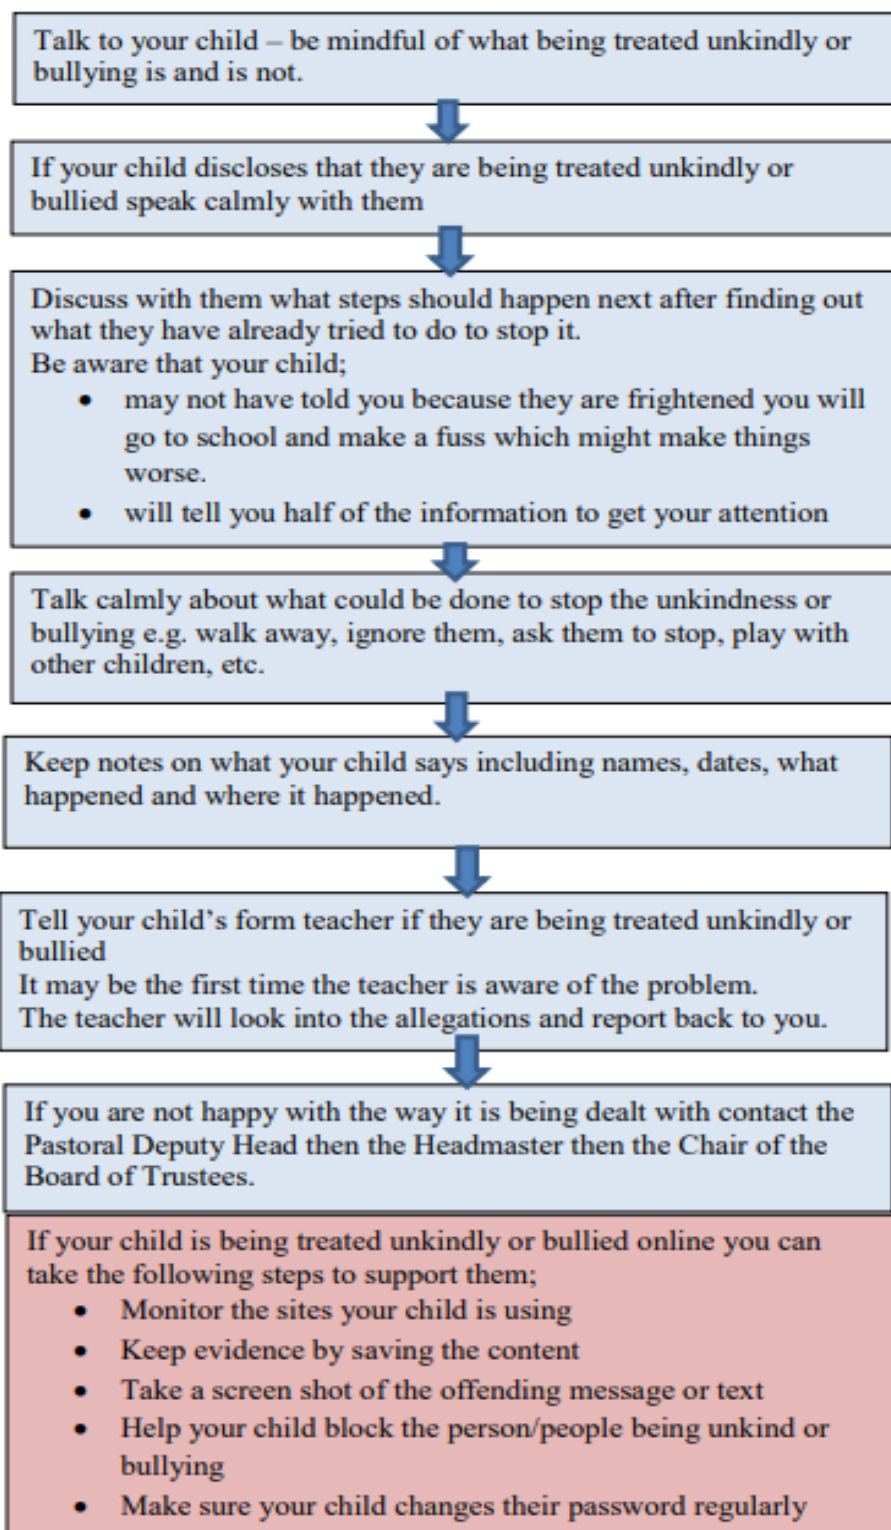 Talk to your child – be mindful of what being treated unkindly or
bullying is and is not.
If your child discloses that they are being treated unkindly or
bullied speak calmly with them
Discuss with them what steps should happen next after finding out
what they have already tried to do to stop it.
Be aware that your child;
• may not have told you because they are frightened you will
go to school and make a fuss which might make things
worse.
• will tell you half of the information to get your attention
Talk calmly about what could be done to stop the unkindness or
bullying e.g. walk away, ignore them, ask them to stop, play with
other children, etc.
Keep notes on what your child says including names, dates, what
happened and where it happened.
Tell your child’s form teacher if they are being treated unkindly or
bullied
It may be the first time the teacher is aware of the problem.
The teacher will look into the allegations and report back to you.
If you are not happy with the way it is being dealt with contact the
Pastoral Deputy Head then the Headmaster then the Chair of the
Board of Trustees.
If your child is being treated unkindly or bullied online you can
take the following steps to support them;
• Monitor the sites your child is using
• Keep evidence by saving the content
• Take a screen shot of the offending message or text
• Help your child block the person/people being unkind or
bullying
• Make sure your child changes their password regularly